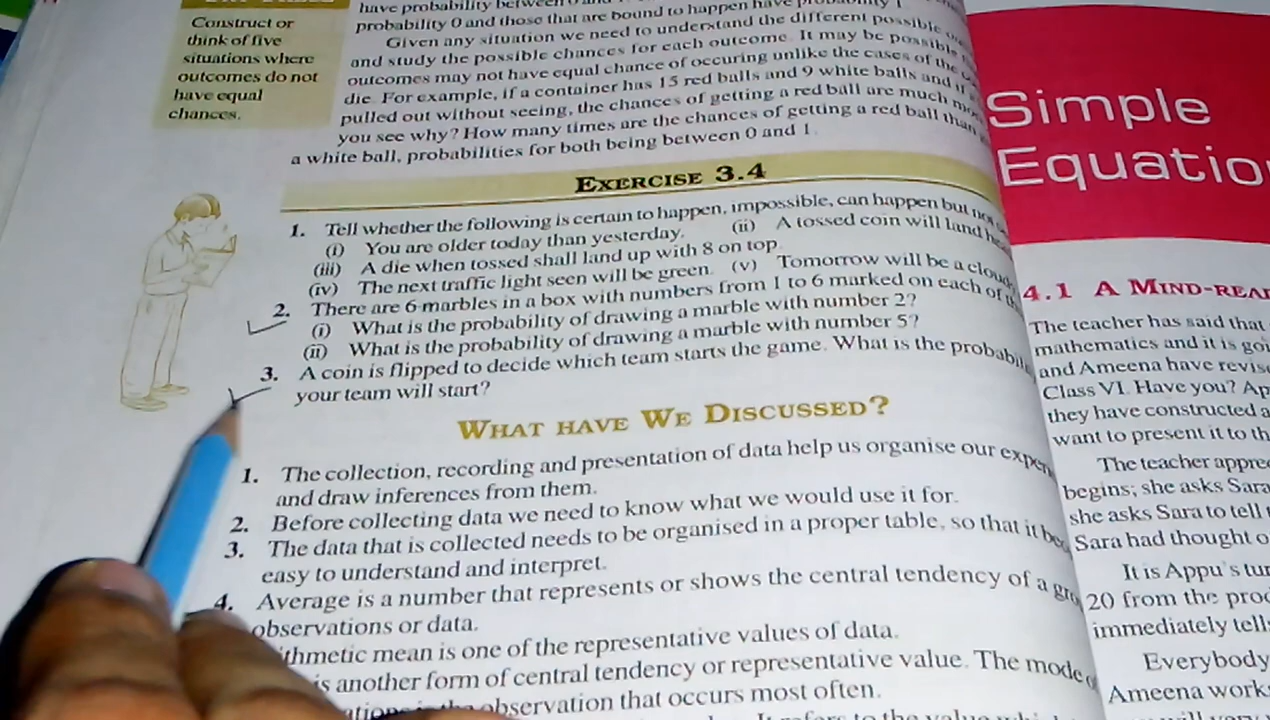 Construct or
think of five
situations where
outcomes do not
have equal
chances.
have probability between
probability 0 and those that are bound to happen have probability 1
Given any situation we need to understand the different possible
and study the possible chances for each outcome. It may be possible
outcomes may not have equal chance of occuring unlike the cases of the
die. For example, if a container has 15 red balls and 9 white balls and if
pulled out without seeing, the chances of getting a red ball are much
you see why? How many times are the chances of getting a red ball than
a white ball, probabilities for both being between 0 and 1.
EXERCISE 3.4
1. Tell whether the following is certain to happen, impossible, can happen but not
(i) You are older today than yesterday. (ii) A tossed coin will land
(iii) A die when tossed shall land up with 8 on top.
(iv) The next traffic light seen will be green. (v) Tomorrow will be a
2. There are 6 marbles in a box with numbers from 1 to 6 marked on each of
(i) What is the probability of drawing a marble with number 2?
(ii) What is the probability of drawing a marble with number 5?
3. A coin is flipped to decide which team starts the game. What is the
your team will start?
WHAT HAVE WE DISCUSSED?
1. The collection, recording and presentation of data help us organise our
and draw inferences from them.
2. Before collecting data we need to know what we would use it for.
3. The data that is collected needs to be organised in a proper table, so that it
easy to understand and interpret.
4. Average is a number that represents or shows the central tendency of a
observations or data.
thmetic mean is one of the representative values of data.
is another form of central tendency or representative value. The mode
observation that occurs most often.
Simple
Equatio
4.1 A MIND-REA
The teacher has said that
mathematics and it is goi
and Ameena have revis
Class VI. Have you? Ap
they have constructed a
want to present it to th
The teacher appre
begins; she asks Sara
she asks Sara to tell
Sara had thought o
It is Appu's tur
20 from the proc
immediately tell
Everybody
Ameena work